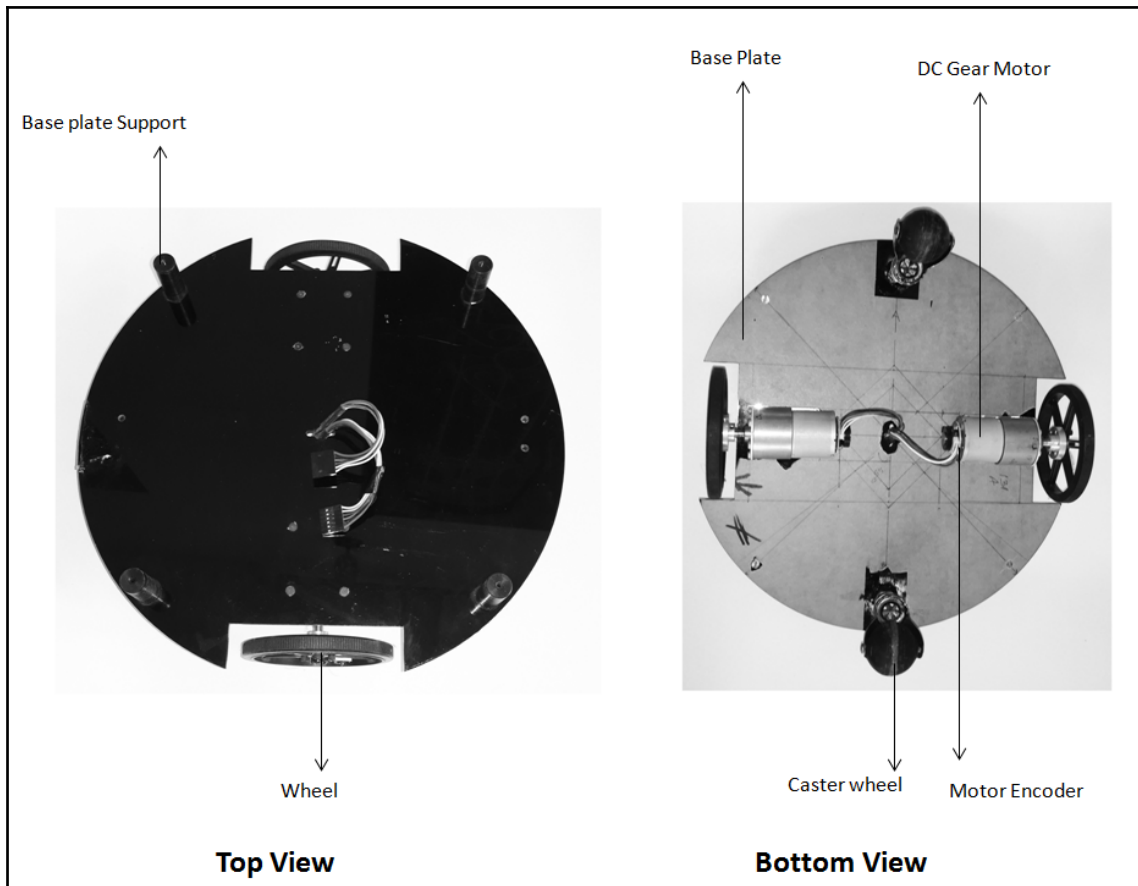 Base Plate
DC Gear Motor
Base plate Support
Wheel
Caster wheel
Motor Encoder
Top View
Bottom View